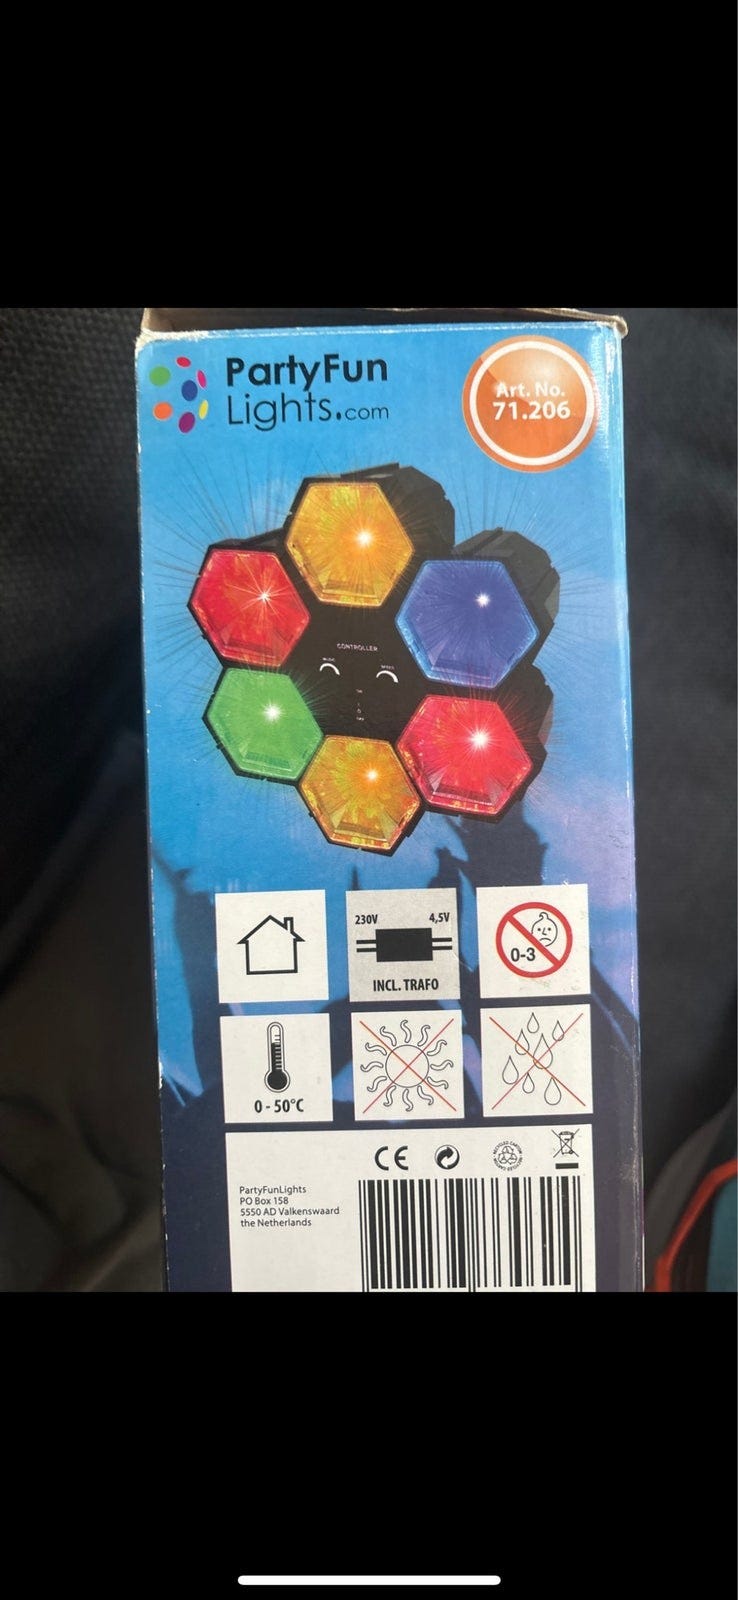 PartyFun
Lights.com
Art. No.
71.206
CONTROLLER
230V 4,5V
INCL. TRAFO
0-3
0 - 50°C
CE
PartyFunLights
PO Box 158
5550 AD Valkenswaard
the Netherlands